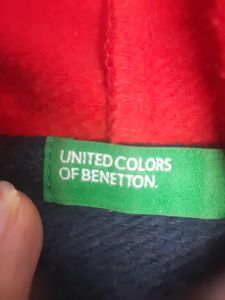 UNITED COLORS
OF BENETTON.